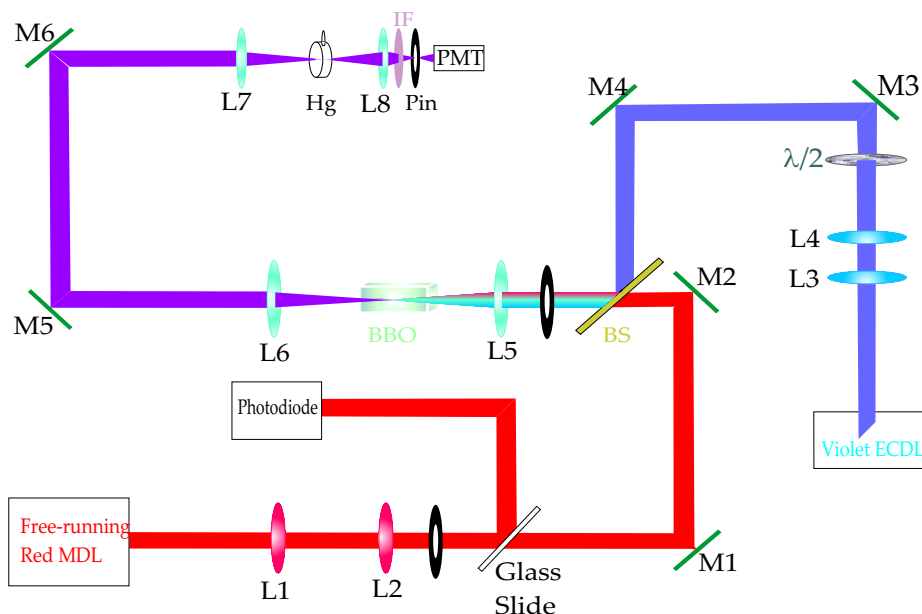 M6
IF
PMT
L7
Hg
L8
Pin
M4
M3
λ/2
L4
L3
M2
M5
L6
BBO
L5
BS
Photodiode
Violet ECDL
Free-running
Red MDL
L1
L2
Glass
Slide
M1